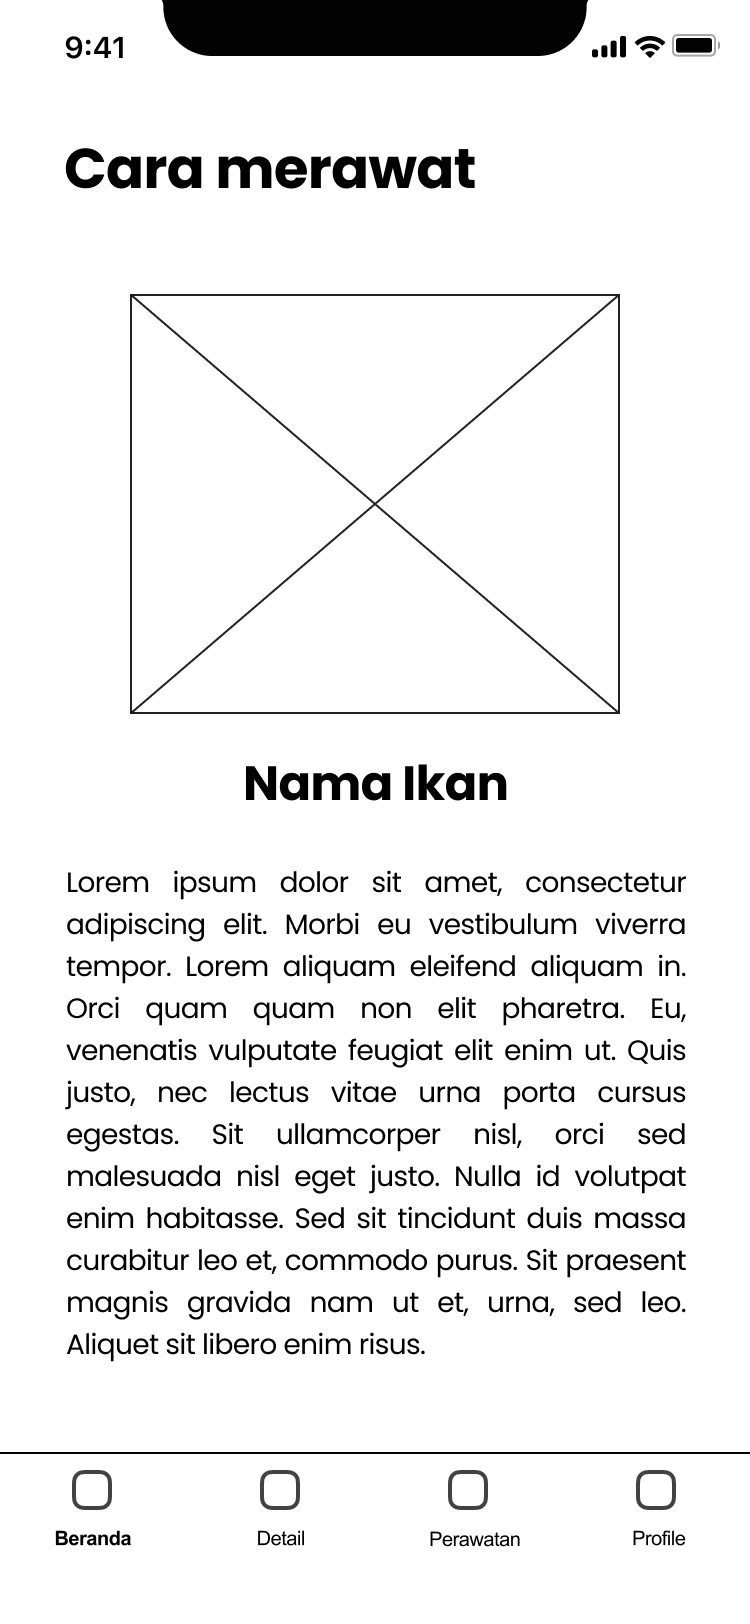 9:41
Cara merawat
Nama Ikan
Lorem ipsum dolor sit amet, consectetur
adipiscing elit. Morbi eu vestibulum viverra
tempor. Lorem aliquam eleifend aliquam in.
Orci quam quam non elit pharetra. Eu,
venenatis vulputate feugiat elit enim ut. Quis
justo, nec lectus vitae urna porta cursus
egestas. Sit ullamcorper nisl, orci sed
malesuada nisl eget justo. Nulla id volutpat
enim habitasse. Sed sit tincidunt duis massa
curabitur leo et, commodo purus. Sit praesent
magnis gravida nam ut et, urna, sed leo.
Aliquet sit libero enim risus.
Beranda Detail Perawatan Profile